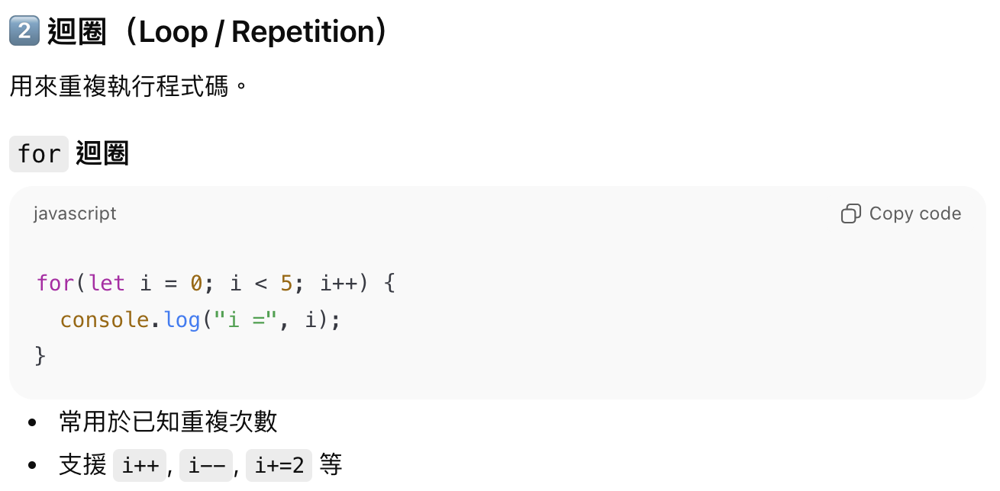 2 迴圈（Loop / Repetition）
用來重複執行程式碼。
for 迴圈
javascript
Copy code
for(let i = 0; i < 5; i++) {
  console.log("i =", i);
}
• 常用於已知重複次數
• 支援 i++, i--, i+=2 等